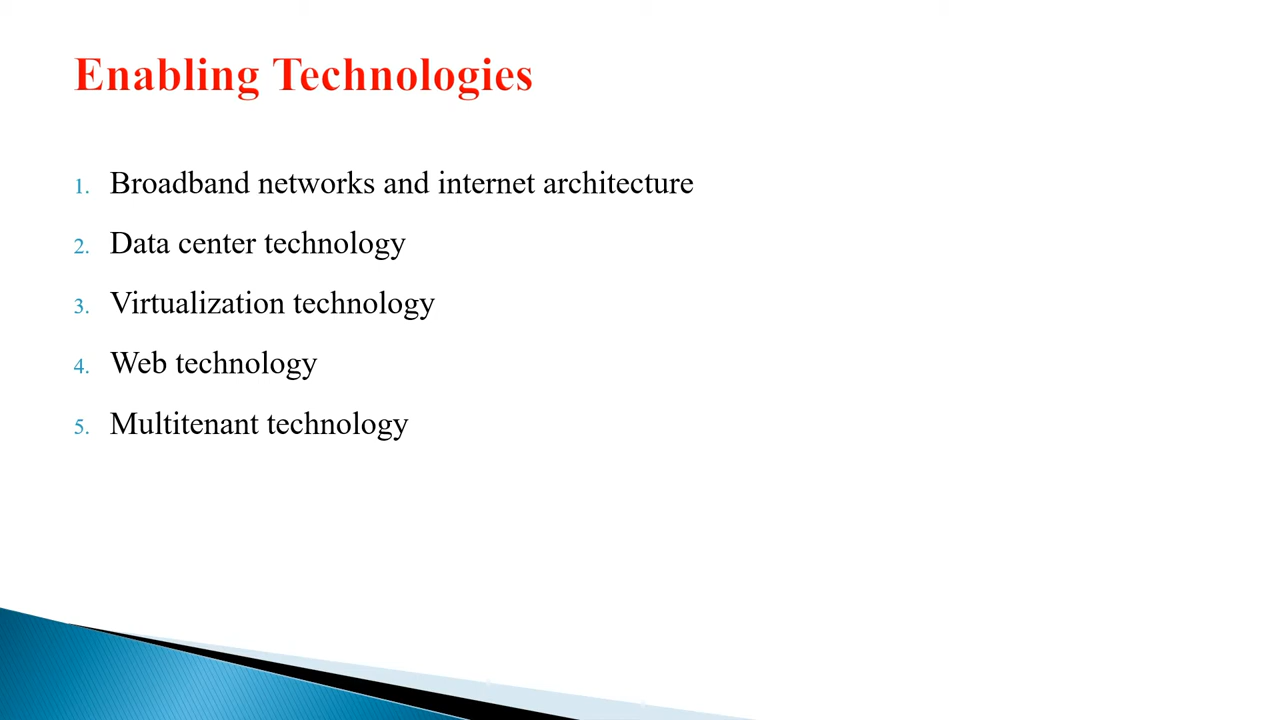 Enabling Technologies
1. Broadband networks and internet architecture
2. Data center technology
3. Virtualization technology
4. Web technology
5. Multitenant technology